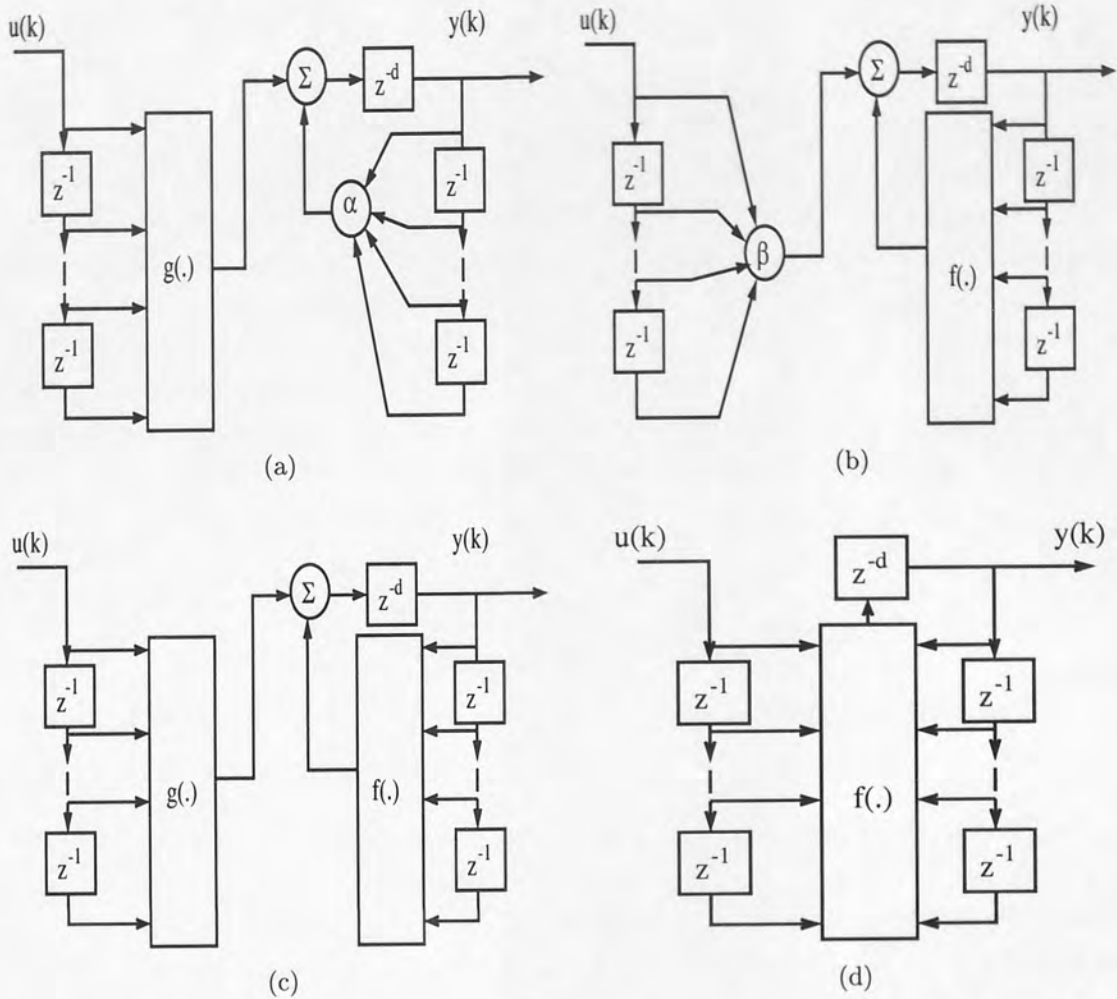 u(k)
y(k)
Σ
z⁻ᵈ
z⁻¹
z⁻¹
α
g(.)
z⁻¹
z⁻¹
(a)
u(k)
y(k)
Σ
z⁻ᵈ
z⁻¹
z⁻¹
β
f(.)
z⁻¹
z⁻¹
(b)
u(k)
y(k)
Σ
z⁻ᵈ
z⁻¹
z⁻¹
g(.)
f(.)
z⁻¹
z⁻¹
(c)
u(k)
y(k)
z⁻ᵈ
z⁻¹
z⁻¹
f(.)
z⁻¹
z⁻¹
(d)